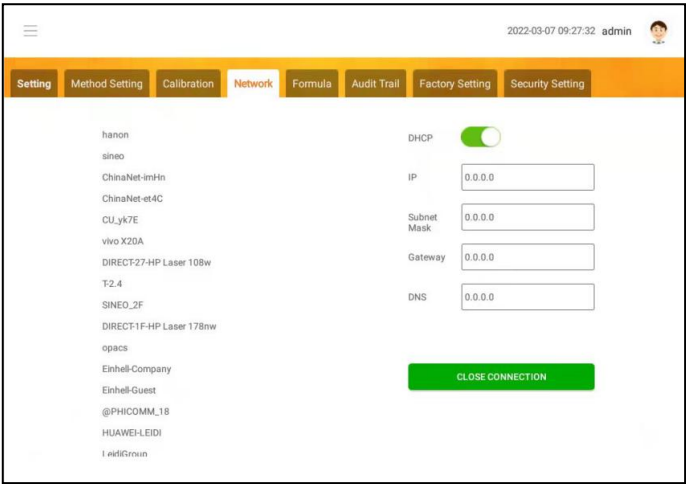 2022-03-07 09:27:32 admin
Setting Method Setting Calibration Network Formula Audit Trail Factory Setting Security Setting
hanon
sineo
ChinaNet-imHn
ChinaNet-et4C
CU_yk7E
vivo X20A
DIRECT-27-HP Laser 108w
T-2.4
SINEO_2F
DIRECT-1F-HP Laser 178nw
opacs
Einhell-Company
Einhell-Guest
@PHICOMM_18
HUAWEI-LEIDI
LeidiGroup
DHCP
IP 0.0.0.0
Subnet
Mask 0.0.0.0
Gateway 0.0.0.0
DNS 0.0.0.0
CLOSE CONNECTION